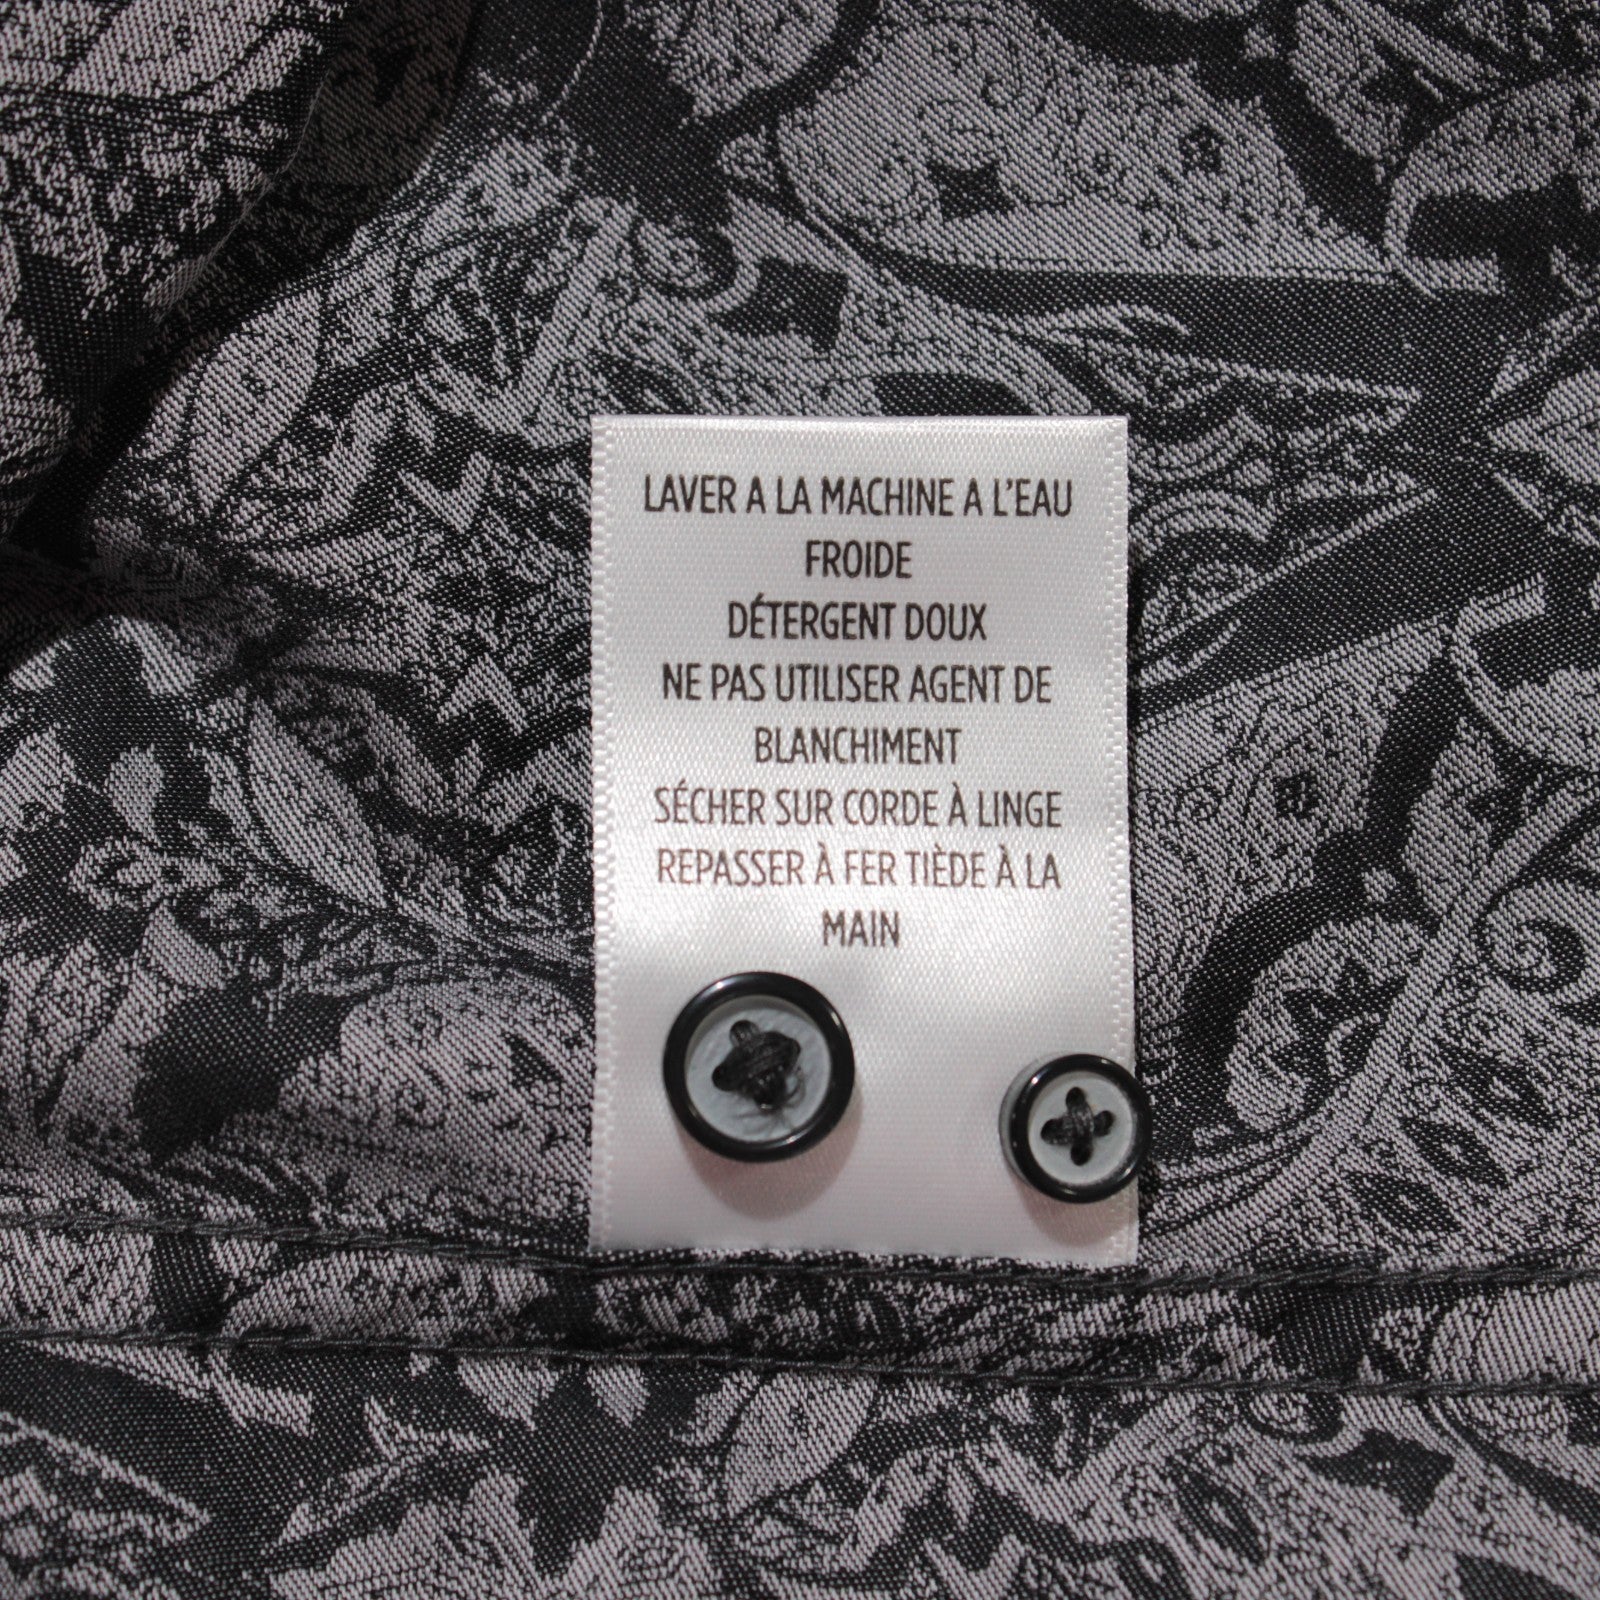 LAVER A LA MACHINE A L'EAU
FROIDE
DÉTERGENT DOUX
NE PAS UTILISER AGENT DE
BLANCHIMENT
SÉCHER SUR CORDE À LINGE
REPASSER À FER TIÈDE À LA
MAIN